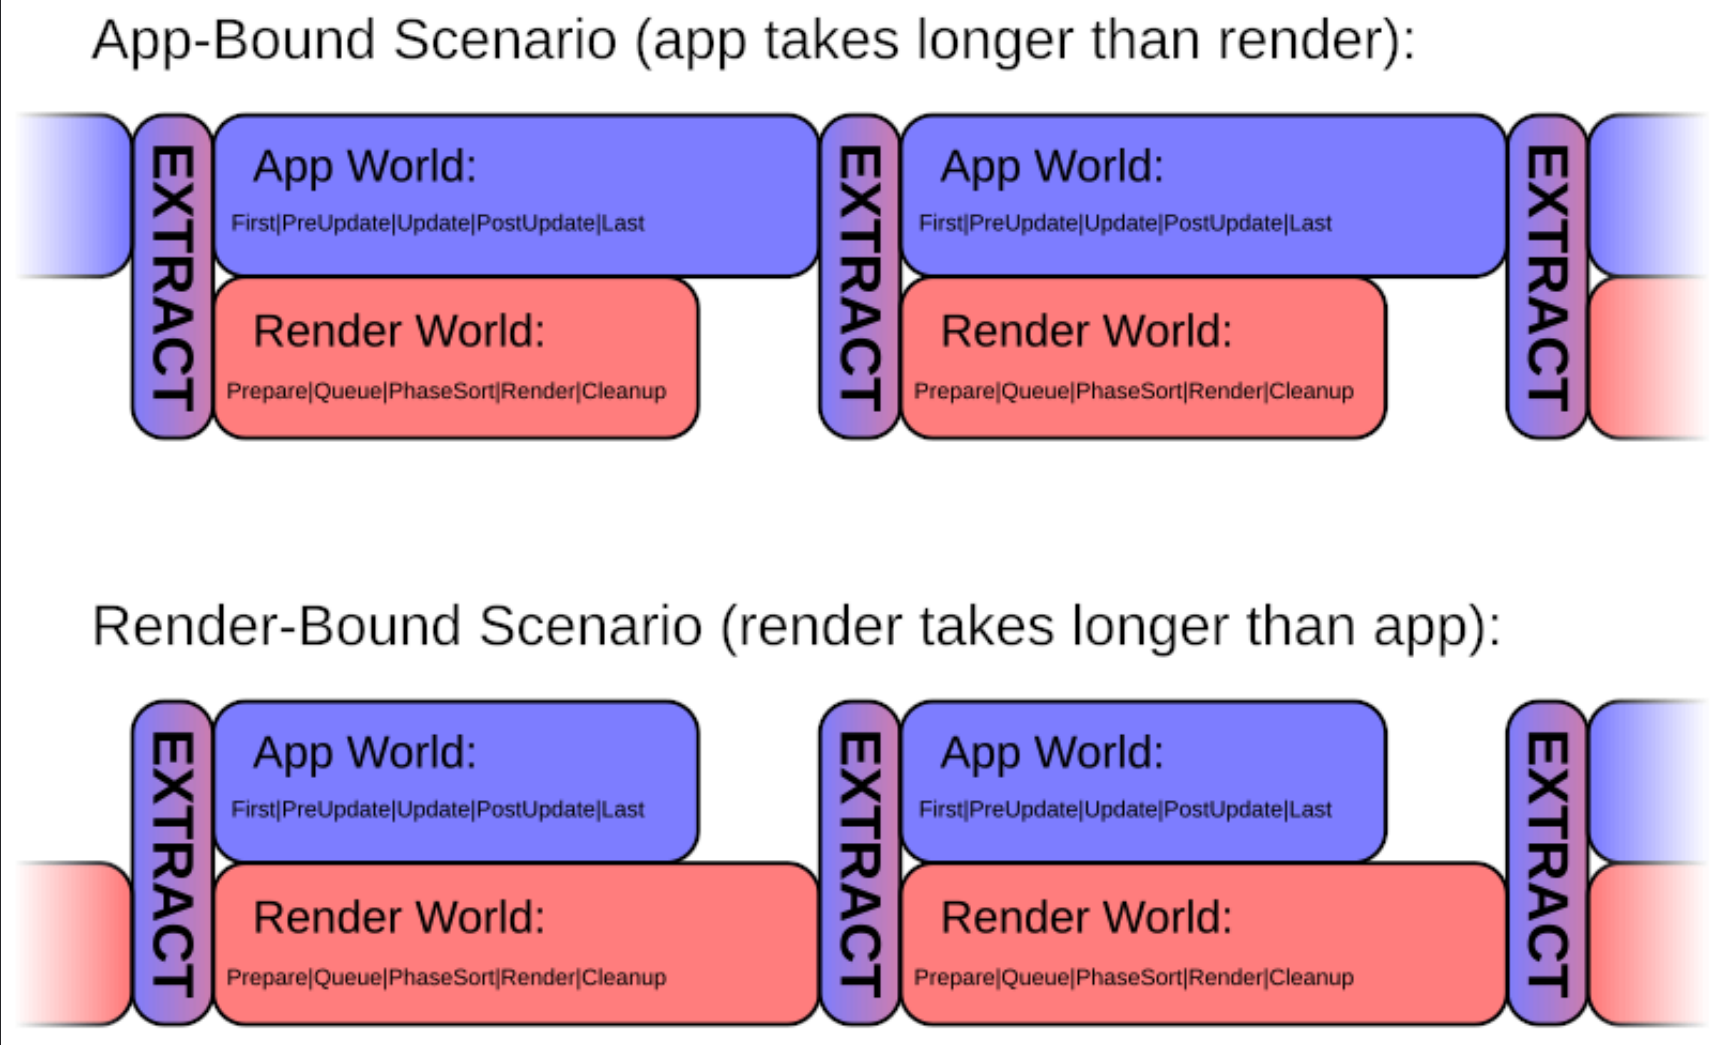 App-Bound Scenario (app takes longer than render):
EXTRACT
App World:
First|PreUpdate|Update|PostUpdate|Last
Render World:
Prepare|Queue|PhaseSort|Render|Cleanup
EXTRACT
App World:
First|PreUpdate|Update|PostUpdate|Last
Render World:
Prepare|Queue|PhaseSort|Render|Cleanup
EXTRACT
Render-Bound Scenario (render takes longer than app):
EXTRACT
App World:
First|PreUpdate|Update|PostUpdate|Last
Render World:
Prepare|Queue|PhaseSort|Render|Cleanup
EXTRACT
App World:
First|PreUpdate|Update|PostUpdate|Last
Render World:
Prepare|Queue|PhaseSort|Render|Cleanup
EXTRACT